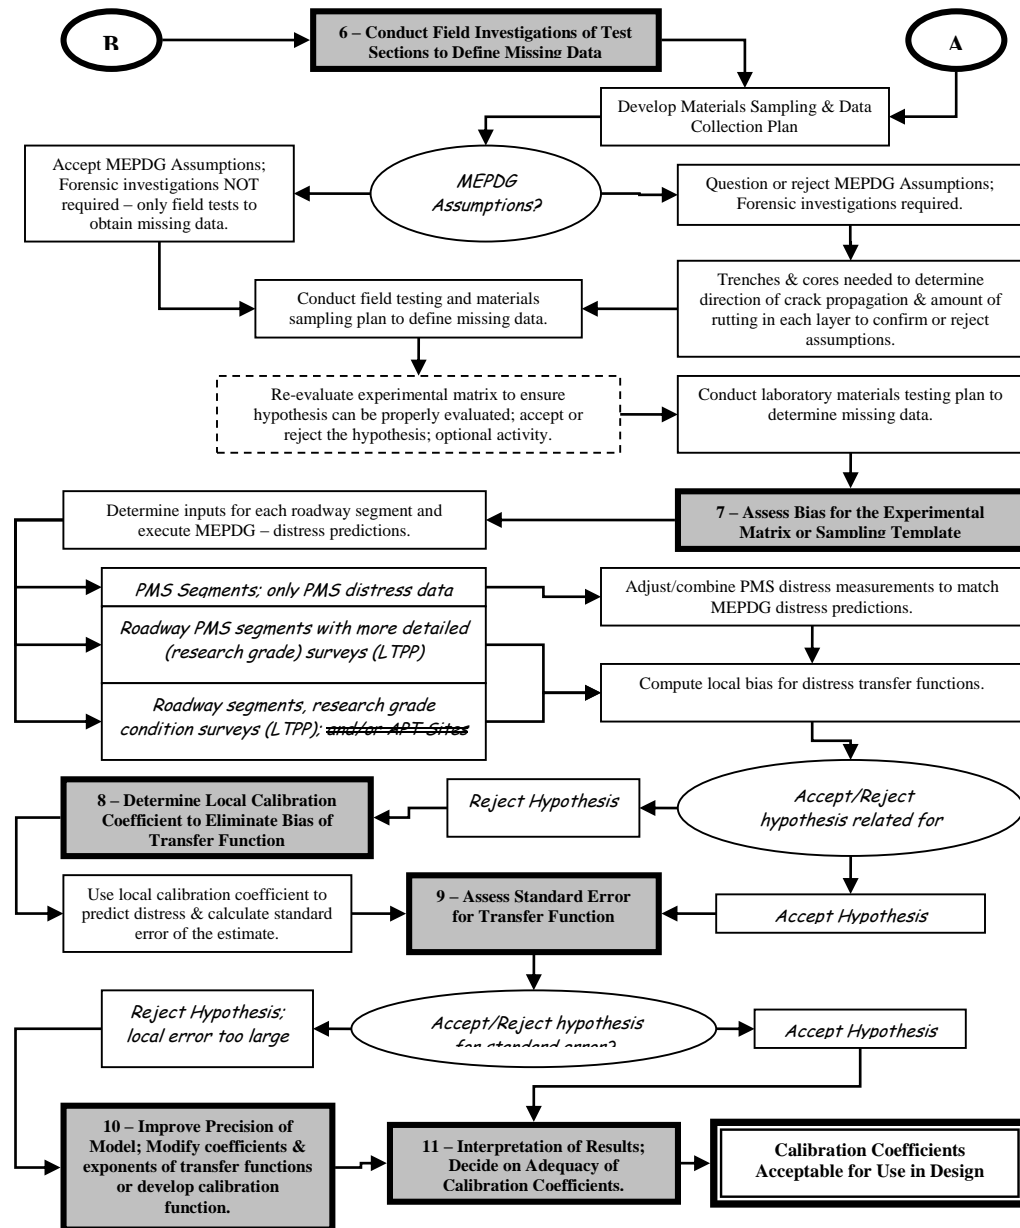 B
6 – Conduct Field Investigations of Test
Sections to Define Missing Data
A
Develop Materials Sampling & Data
Collection Plan
Accept MEPDG Assumptions;
Forensic investigations NOT
required – only field tests to
obtain missing data.
MEPDG
Assumptions?
Question or reject MEPDG Assumptions;
Forensic investigations required.
Conduct field testing and materials
sampling plan to define missing data.
Trenches & cores needed to determine
direction of crack propagation & amount of
rutting in each layer to confirm or reject
assumptions.
Re-evaluate experimental matrix to ensure
hypothesis can be properly evaluated; accept or
reject the hypothesis; optional activity.
Conduct laboratory materials testing plan to
determine missing data.
Determine inputs for each roadway segment and
execute MEPDG – distress predictions.
7 – Assess Bias for the Experimental
Matrix or Sampling Template
PMS Segments; only PMS distress data
Adjust/combine PMS distress measurements to match
MEPDG distress predictions.
Roadway PMS segments with more detailed
(research grade) surveys (LTPP)
Compute local bias for distress transfer functions.
Roadway segments, research grade
condition surveys (LTPP); and/or APT Sites
8 – Determine Local Calibration
Coefficient to Eliminate Bias of
Transfer Function
Reject Hypothesis
Accept/Reject
hypothesis related for
Use local calibration coefficient to
predict distress & calculate standard
error of the estimate.
9 – Assess Standard Error
for Transfer Function
Accept Hypothesis
Reject Hypothesis;
local error too large
Accept/Reject hypothesis
for standard error?
Accept Hypothesis
10 – Improve Precision of
Model; Modify coefficients &
exponents of transfer functions
or develop calibration
function.
11 – Interpretation of Results;
Decide on Adequacy of
Calibration Coefficients.
Calibration Coefficients
Acceptable for Use in Design